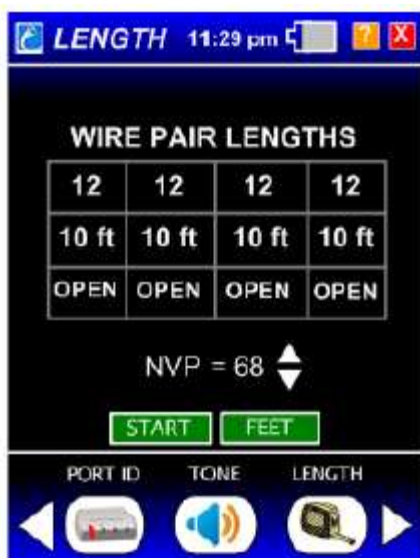 LENGTH 11:29 pm ? X
WIRE PAIR LENGTHS
12 12 12 12
10 ft 10 ft 10 ft 10 ft
OPEN OPEN OPEN OPEN
NVP = 68
START FEET
PORT ID TONE LENGTH